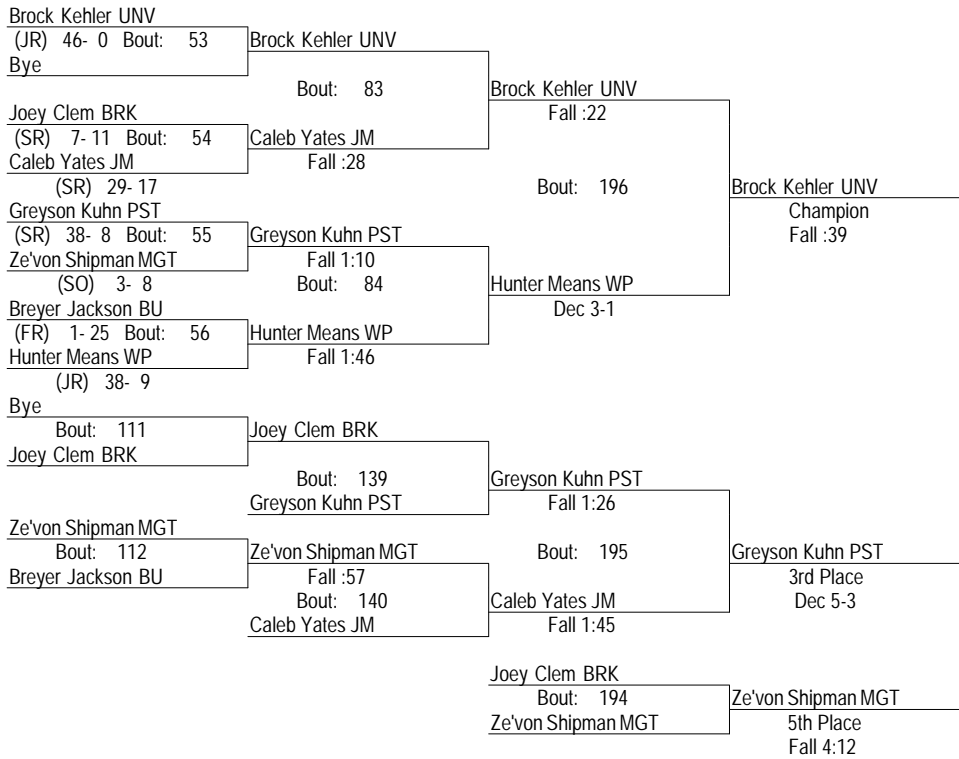 Brock Kehler UNV
(JR) 46- 0 Bout: 53
Bye
Brock Kehler UNV
Bout: 83
Joey Clem BRK
(SR) 7- 11 Bout: 54
Caleb Yates JM
(SR) 29- 17
Caleb Yates JM
Fall :28
Brock Kehler UNV
Fall :22
Bout: 196
Greyson Kuhn PST
(SR) 38- 8 Bout: 55
Ze'von Shipman MGT
(SO) 3- 8
Greyson Kuhn PST
Fall 1:10
Bout: 84
Breyer Jackson BU
(FR) 1- 25 Bout: 56
Hunter Means WP
(JR) 38- 9
Hunter Means WP
Fall 1:46
Hunter Means WP
Dec 3-1
Brock Kehler UNV
Champion
Fall :39
Bye
Bout: 111
Joey Clem BRK
Joey Clem BRK
Bout: 139
Greyson Kuhn PST
Greyson Kuhn PST
Fall 1:26
Bout: 195
Ze'von Shipman MGT
Bout: 112
Breyer Jackson BU
Ze'von Shipman MGT
Fall :57
Bout: 140
Caleb Yates JM
Caleb Yates JM
Fall 1:45
Greyson Kuhn PST
3rd Place
Dec 5-3
Joey Clem BRK
Bout: 194
Ze'von Shipman MGT
Ze'von Shipman MGT
5th Place
Fall 4:12